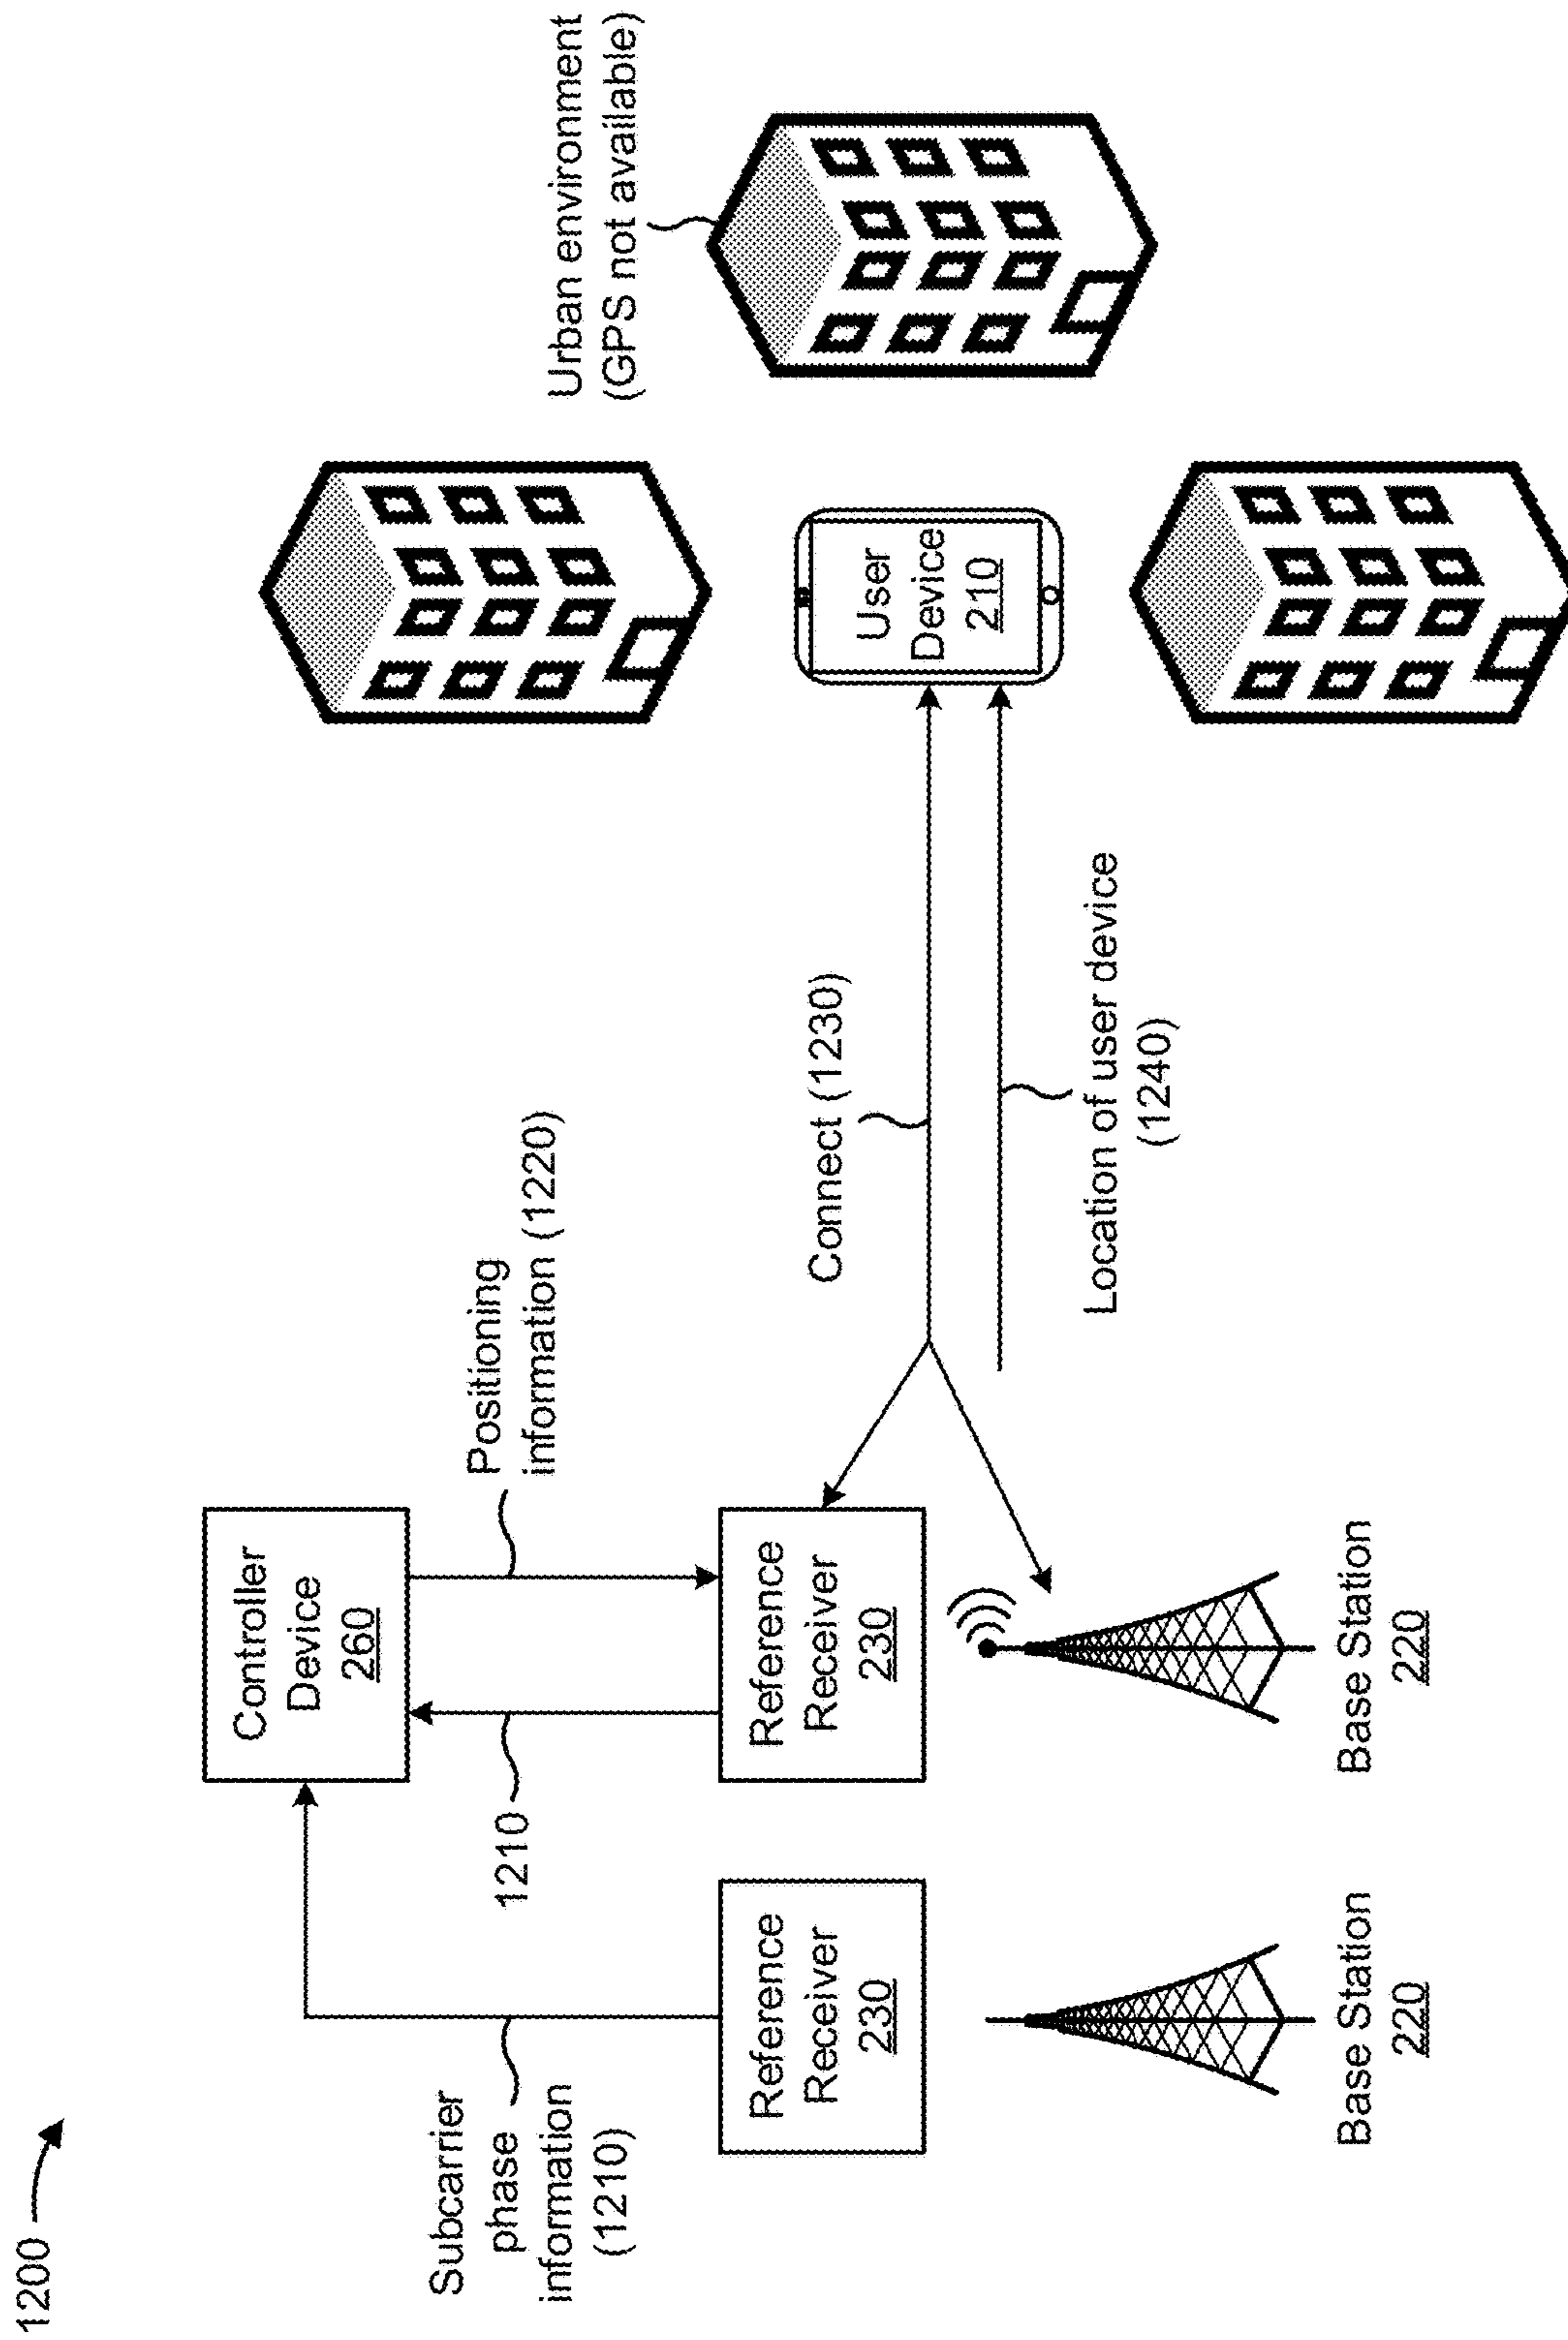 1200
Subcarrier
phase
information
(1210)
1210
Controller
Device
260
Positioning
information (1220)
Urban environment
(GPS not available)
Reference
Receiver
230
Reference
Receiver
230
Connect (1230)
User
Device
210
Location of user device
(1240)
Base Station
220
Base Station
220